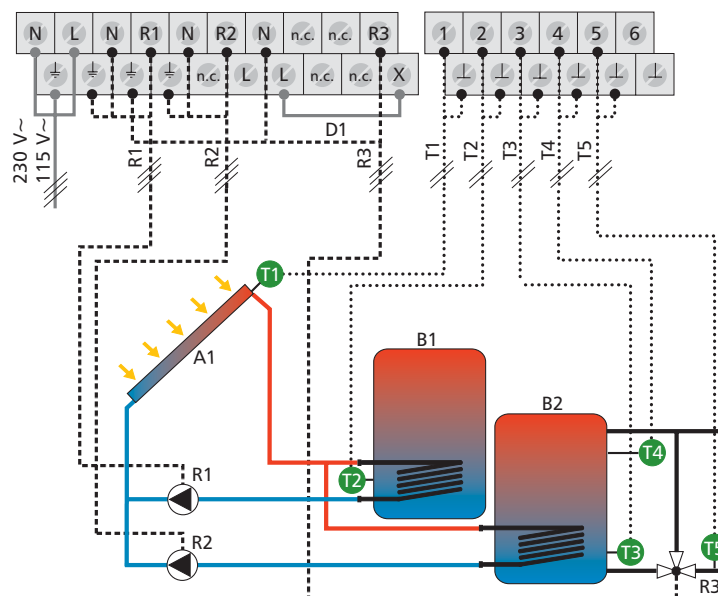 N L N R1 N R2 N n.c. n.c. R3
n.c. L L n.c. n.c. X
1 2 3 4 5 6
D1
230 V~
115 V~
R1
R2
R3
T1
T2
T3
T4
T5
T1
A1
B1
B2
T2
T4
R1
R2
T3
T5
R3